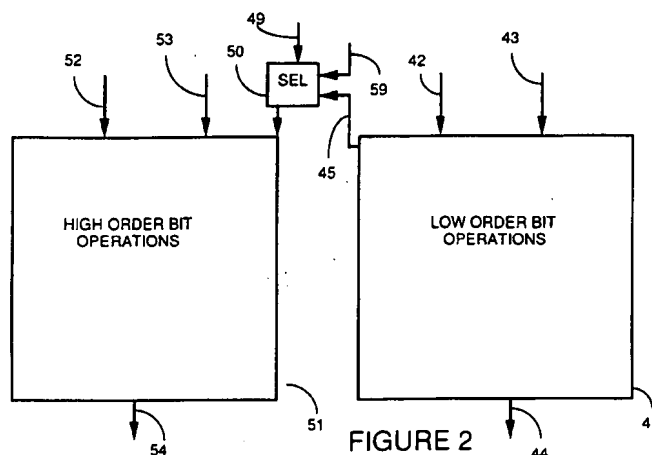 49
53
50
52
SEL
59
42
43
45
HIGH ORDER BIT
OPERATIONS
LOW ORDER BIT
OPERATIONS
54
51
FIGURE 2
44
4